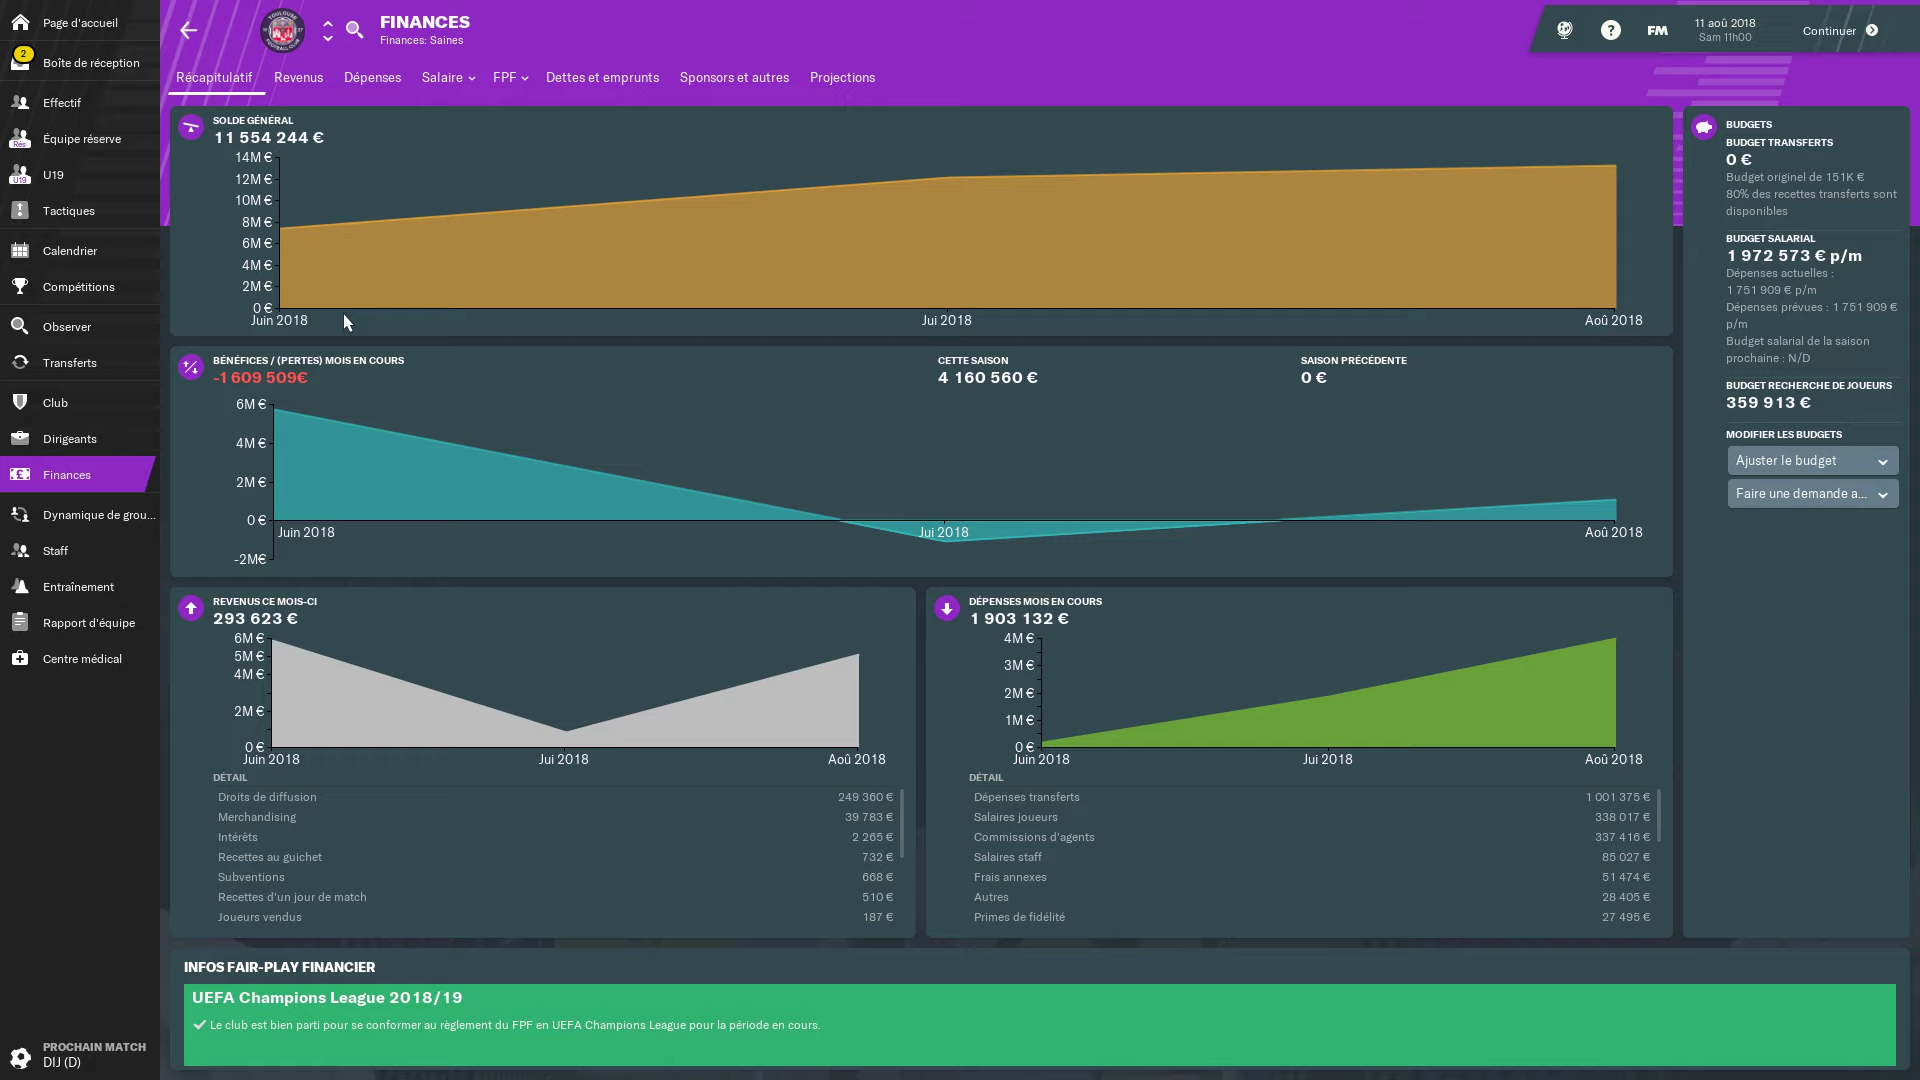 Page d'accueil
2
Boîte de réception
Effectif
Rés
Équipe réserve
U19
U19
Tactiques
Calendrier
Compétitions
Observer
Transferts
Club
Dirigeants
Finances
Dynamique de grou...
Staff
Entraînement
Rapport d'équipe
Centre médical
PROCHAIN MATCH
DIJ (D)
FINANCES
Finances: Saines
?
FM
11 aoû 2018
Sam 11h00
Continuer
Récapitulatif
Revenus
Dépenses
Salaire
FPF
Dettes et emprunts
Sponsors et autres
Projections
SOLDE GÉNÉRAL
11 554 244 €
14M €
12M €
10M €
8M €
6M €
4M €
2M €
0 €
Juin 2018
Jui 2018
Aoû 2018
BÉNÉFICES / (PERTES) MOIS EN COURS
-1 609 509€
CETTE SAISON
4 160 560 €
SAISON PRÉCÉDENTE
0 €
6M €
4M €
2M €
0 €
-2M€
Juin 2018
Jui 2018
Aoû 2018
REVENUS CE MOIS-CI
293 623 €
6M €
5M €
4M €
2M €
0 €
Juin 2018
Jui 2018
Aoû 2018
DÉTAIL
Droits de diffusion 249 360 €
Merchandising 39 783 €
Intérêts 2 265 €
Recettes au guichet 732 €
Subventions 668 €
Recettes d'un jour de match 510 €
Joueurs vendus 187 €
DÉPENSES MOIS EN COURS
1 903 132 €
4M €
3M €
2M €
1M €
0 €
Juin 2018
Jui 2018
Aoû 2018
DÉTAIL
Dépenses transferts 1 001 375 €
Salaires joueurs 338 017 €
Commissions d'agents 337 416 €
Salaires staff 85 027 €
Frais annexes 51 474 €
Autres 28 405 €
Primes de fidélité 27 495 €
BUDGETS
BUDGET TRANSFERTS
0 €
Budget originel de 151K €
80% des recettes transferts sont
disponibles
BUDGET SALARIAL
1 972 573 € p/m
Dépenses actuelles :
1 751 909 € p/m
Dépenses prévues : 1 751 909 €
p/m
Budget salarial de la saison
prochaine : N/D
BUDGET RECHERCHE DE JOUEURS
359 913 €
MODIFIER LES BUDGETS
Ajuster le budget
Faire une demande a...
INFOS FAIR-PLAY FINANCIER
UEFA Champions League 2018/19
Le club est bien parti pour se conformer au règlement du FPF en UEFA Champions League pour la période en cours.